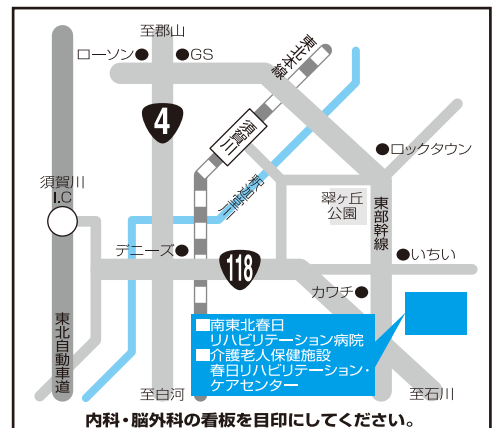 至郡山
ローソン
GS
東北本線
4
須賀川
ロックタウン
須賀川
I.C
釈迦堂川
翠ヶ丘
公園
東部幹線
デニーズ
118
いちい
カワチ
東北自動車道
■南東北春日
リハビリテーション病院
■介護老人保健施設
春日リハビリテーション・
ケアセンター
至白河
至石川
内科・脳外科の看板を目印にしてください。